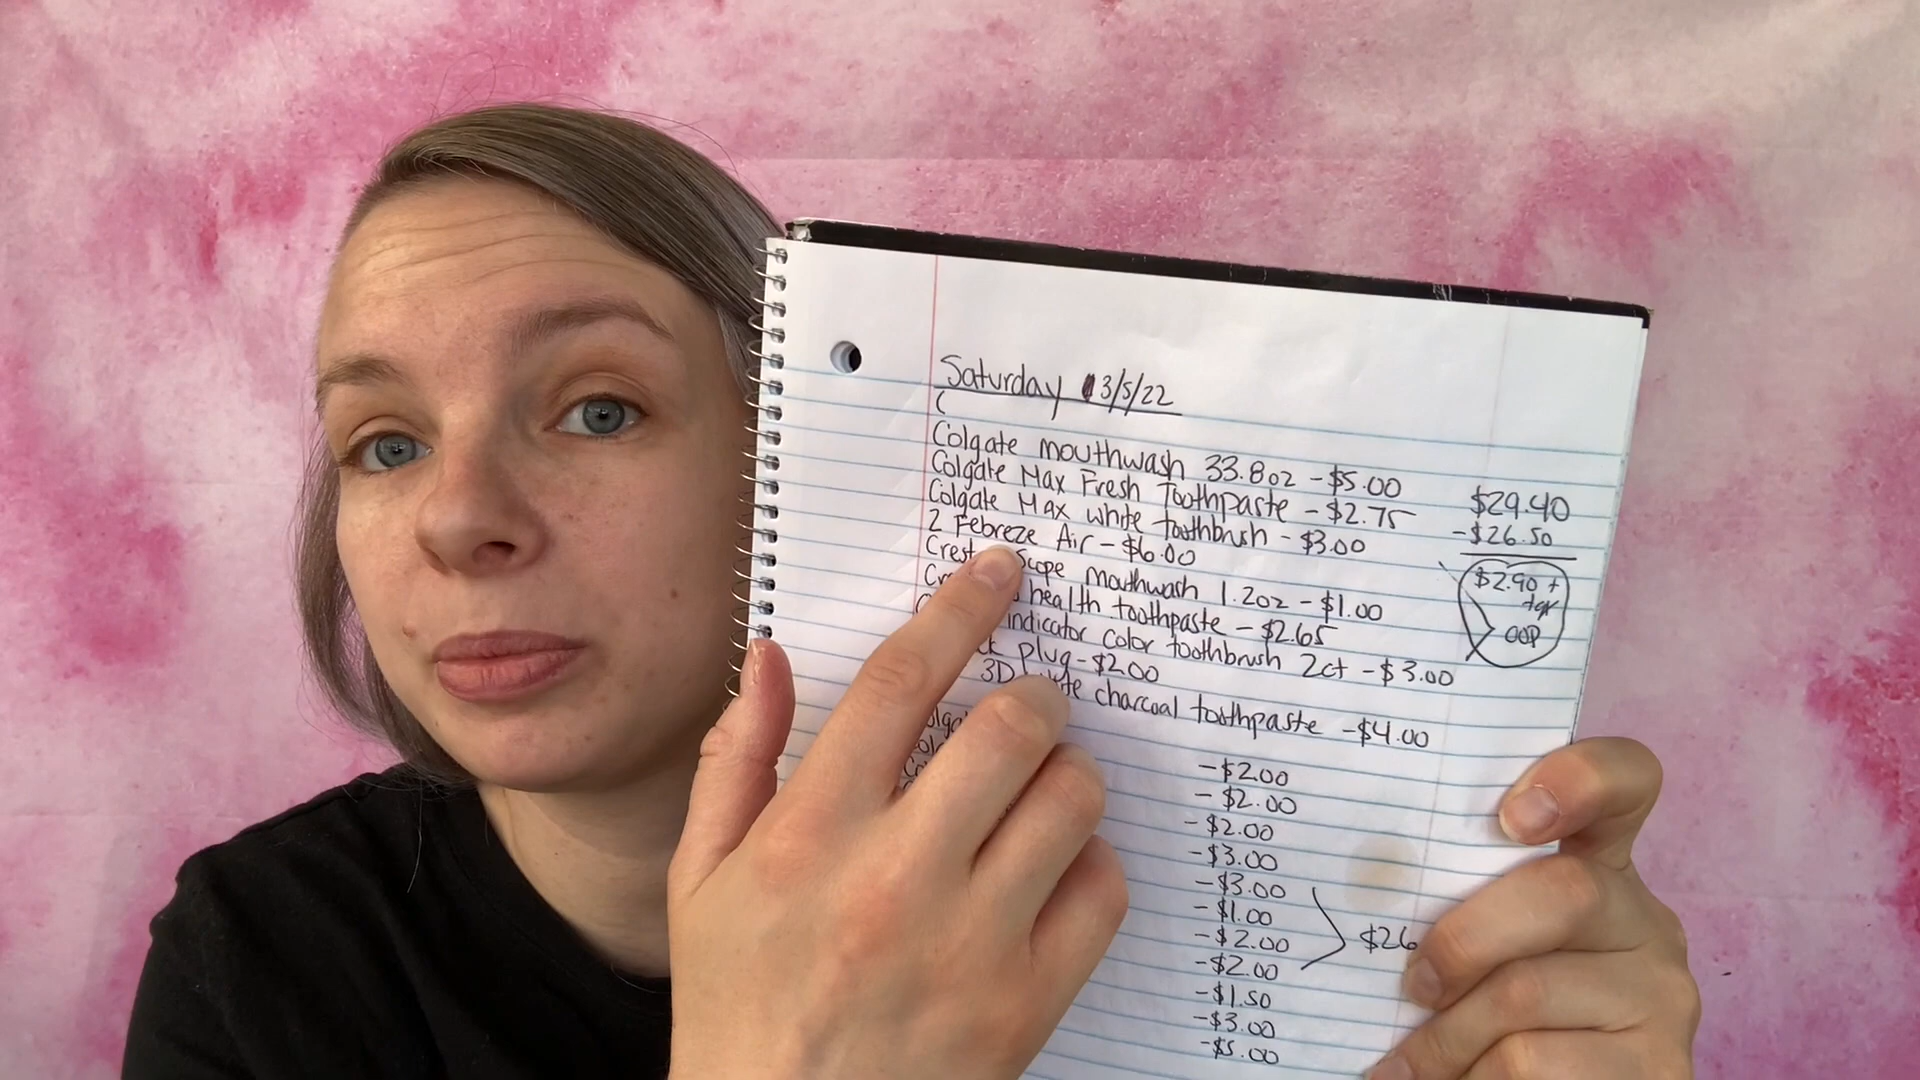 Saturday 3/5/22
(
Colgate mouthwash 33.8oz - $5.00
Colgate Max Fresh Toothpaste - $2.75
Colgate Max white toothbrush - $3.00
2 Febreze Air - $6.00
Crest Scope mouthwash 1.2oz - $1.00
health toothpaste - $2.65
indicator color toothbrush 2ct - $3.00
plug - $2.00
3D charcoal toothpaste - $4.00
$29.40
- $26.50
$2.90 +
tax
OOP
- $2.00
- $2.00
- $2.00
- $3.00
- $3.00
- $1.00
- $2.00
- $2.00
- $1.50
- $3.00
- $5.00
$26